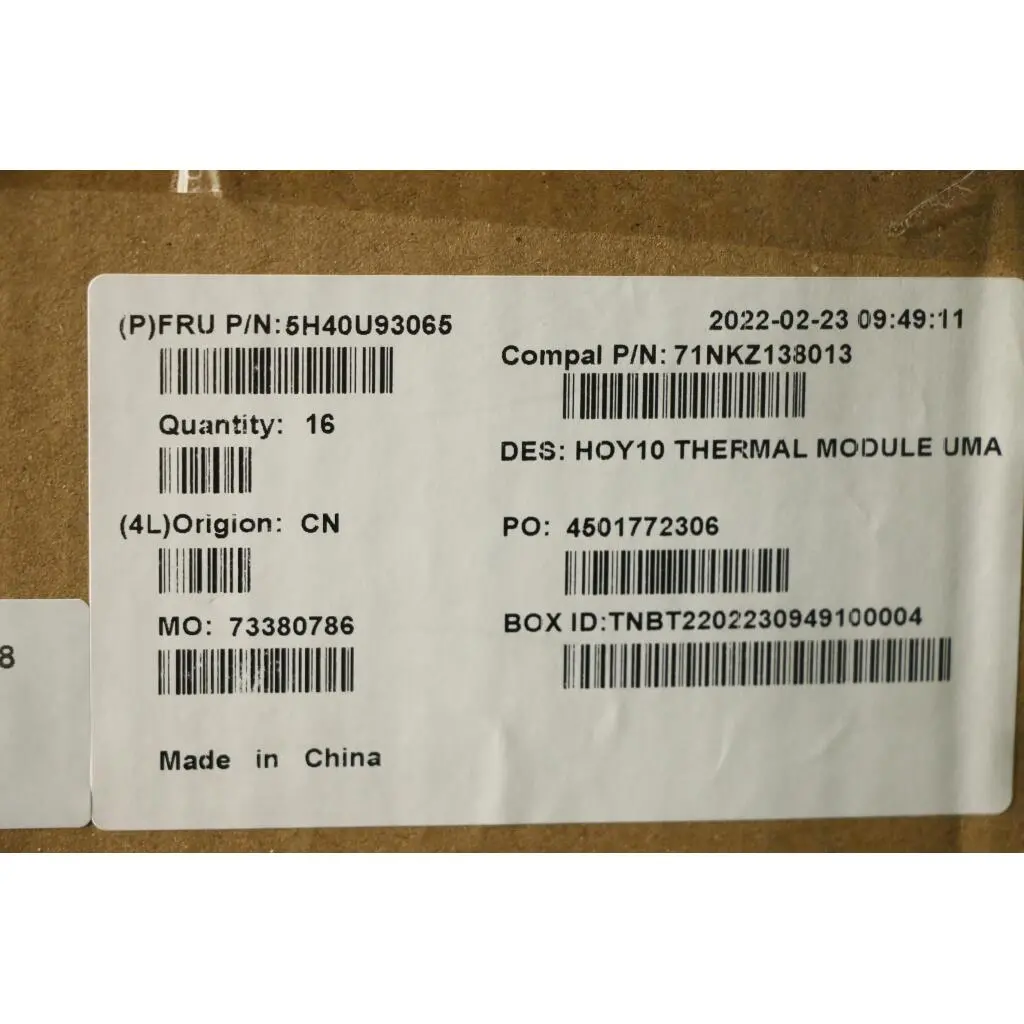 (P)FRU P/N:5H40U93065
2022-02-23 09:49:11
Compal P/N: 71NKZ138013
Quantity: 16
DES: HOY10 THERMAL MODULE UMA
(4L)Origion: CN
PO: 4501772306
MO: 73380786
BOX ID:TNBT2202230949100004
Made in China
8